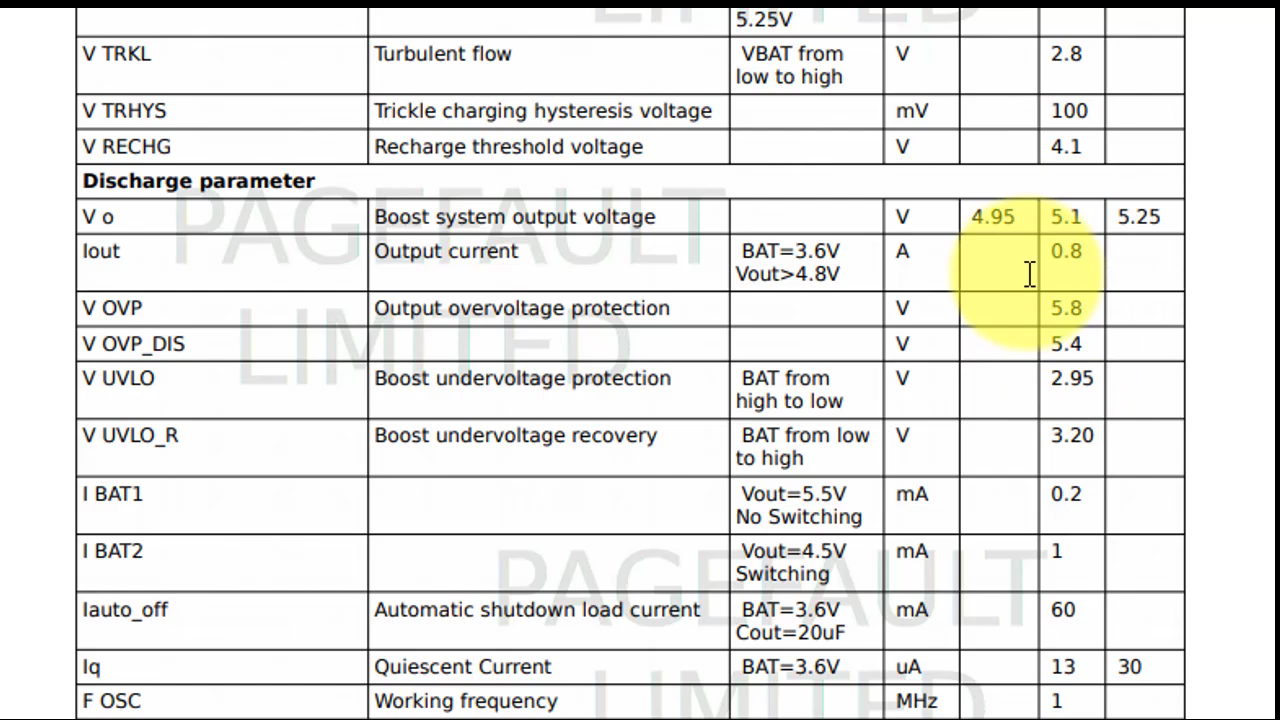 LIMITED
5.25V
V TRKL Turbulent flow VBAT from V 2.8
low to high
V TRHYS Trickle charging hysteresis voltage mV 100
V RECHG Recharge threshold voltage V 4.1
Discharge parameter
PAGEFAULT
V o Boost system output voltage V 4.95 5.1 5.25
Iout Output current BAT=3.6V A 0.8
Vout>4.8V
V OVP Output overvoltage protection V 5.8
LIMITED
V OVP_DIS V 5.4
V UVLO Boost undervoltage protection BAT from V 2.95
high to low
V UVLO_R Boost undervoltage recovery BAT from low V 3.20
to high
I BAT1 Vout=5.5V mA 0.2
No Switching
I BAT2 Vout=4.5V mA 1
Switching
PAGEFAULT
Iauto_off Automatic shutdown load current BAT=3.6V mA 60
Cout=20uF
Iq Quiescent Current BAT=3.6V uA 13 30
LIMITED
F OSC Working frequency MHz 1